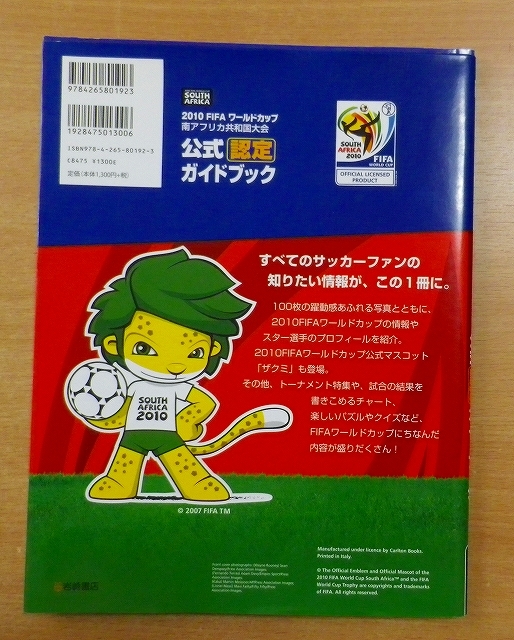 9784265801923
1928475013006
ISBN978-4-265-80192-3
C8475 ¥1300E
定価(本体1,300円+税)
SOUTH
AFRICA
2010 FIFA ワールドカップ
南アフリカ共和国大会
公式 認定
ガイドブック
SOUTH
AFRICA
2010
FIFA
WORLD CUP
OFFICIAL LICENSED
PRODUCT
すべてのサッカーファンの
知りたい情報が、この1冊に。
100枚の躍動感あふれる写真とともに、
2010FIFAワールドカップの情報や
スター選手のプロフィールを紹介。
2010FIFAワールドカップ公式マスコット
「ザクミ」も登場。
その他、トーナメント特集や、試合の結果を
書きこめるチャート、
楽しいパズルやクイズなど、
FIFAワールドカップにちなんだ
内容が盛りだくさん!
SOUTH
AFRICA
2010
© 2007 FIFA TM
Manufactured under licence by Carlton Books.
Printed in Italy.
© The Official Emblem and Official Mascot of the
2010 FIFA World Cup South Africa™ and the FIFA
World Cup Trophy are copyrights and trademarks
of FIFA. All rights reserved.
岩崎書店